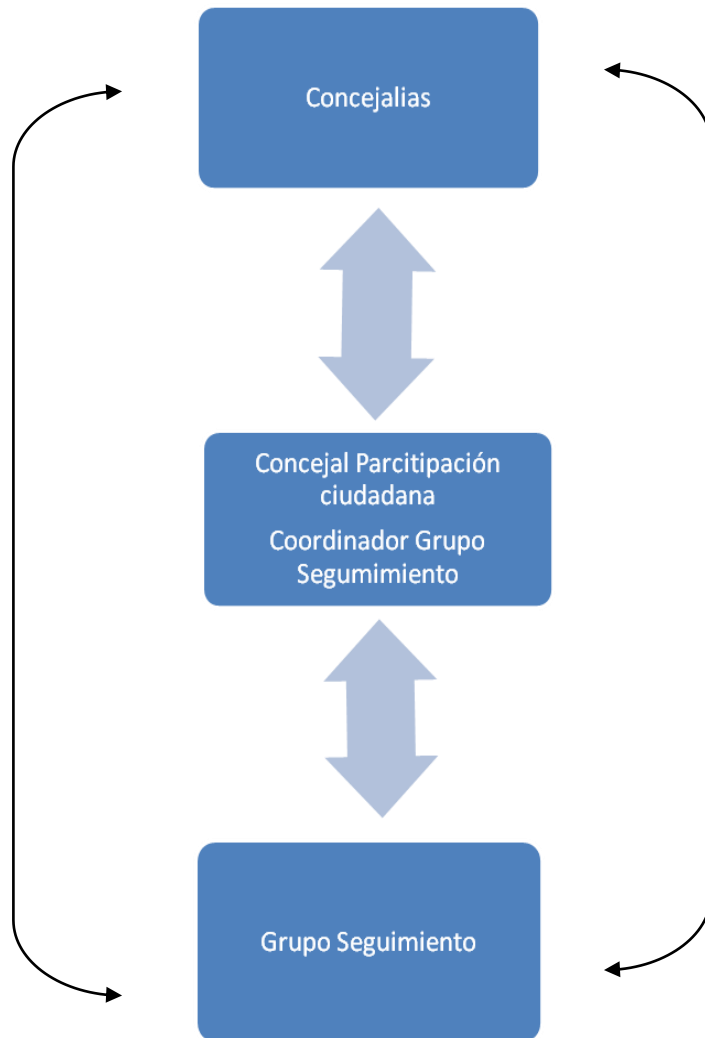 Concejalias
Concejal Parcitipación
ciudadana
Coordinador Grupo
Segumimiento
Grupo Seguimiento